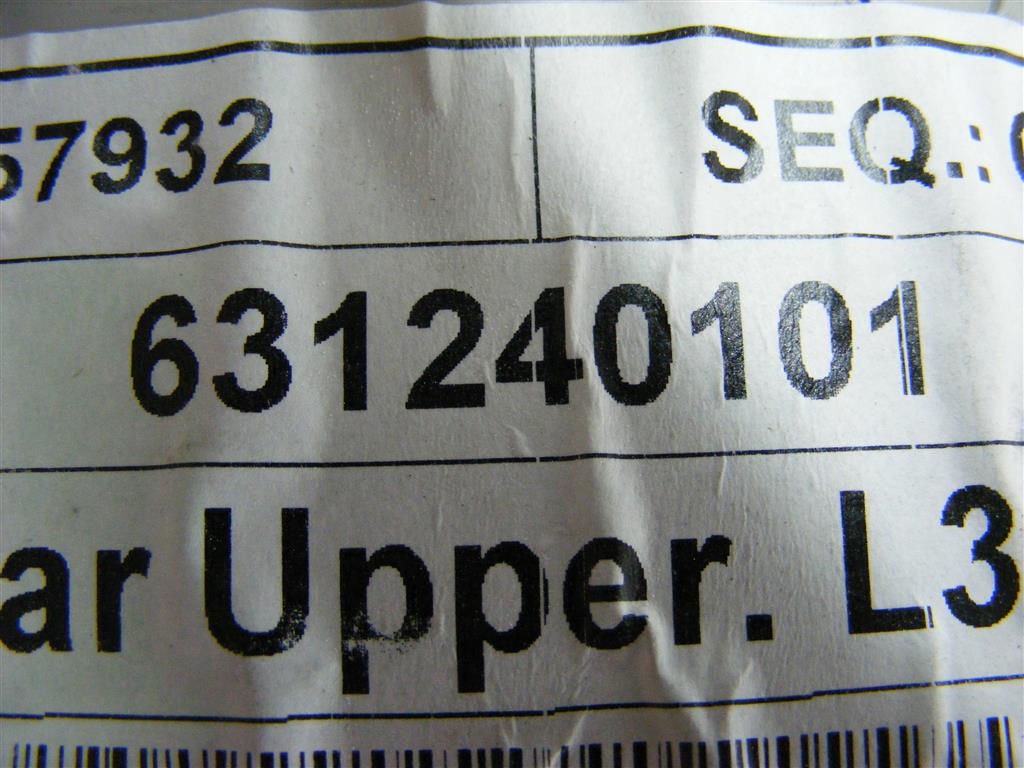 57932 SEQ.:
631240101
ar Upper. L3